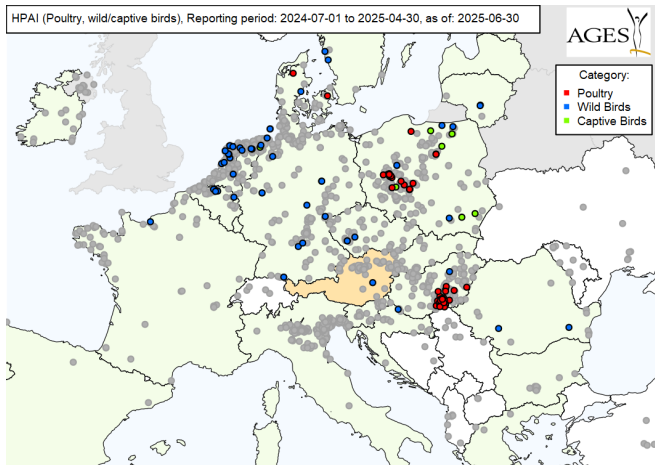 HPAI (Poultry, wild/captive birds), Reporting period: 2024-07-01 to 2025-04-30, as of: 2025-06-30
AGES
Category:
Poultry
Wild Birds
Captive Birds